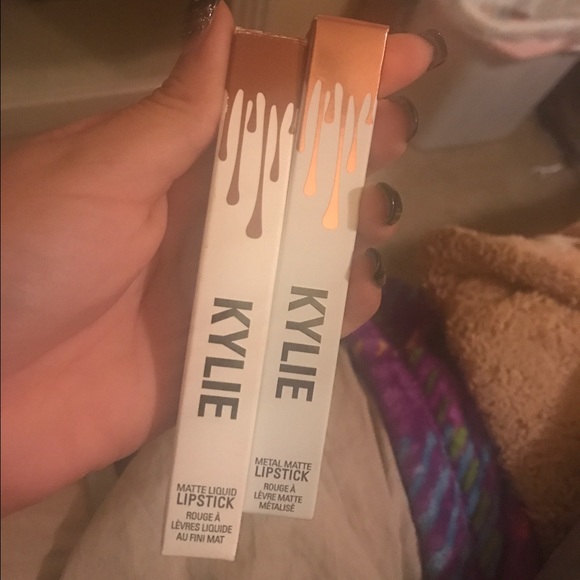 KYLIE
MATTE LIQUID
LIPSTICK
ROUGE À
LÈVRES LIQUIDE
AU FINI MAT
KYLIE
METAL MATTE
LIPSTICK
ROUGE À
LÈVRE MATTE
MÉTALISÉ